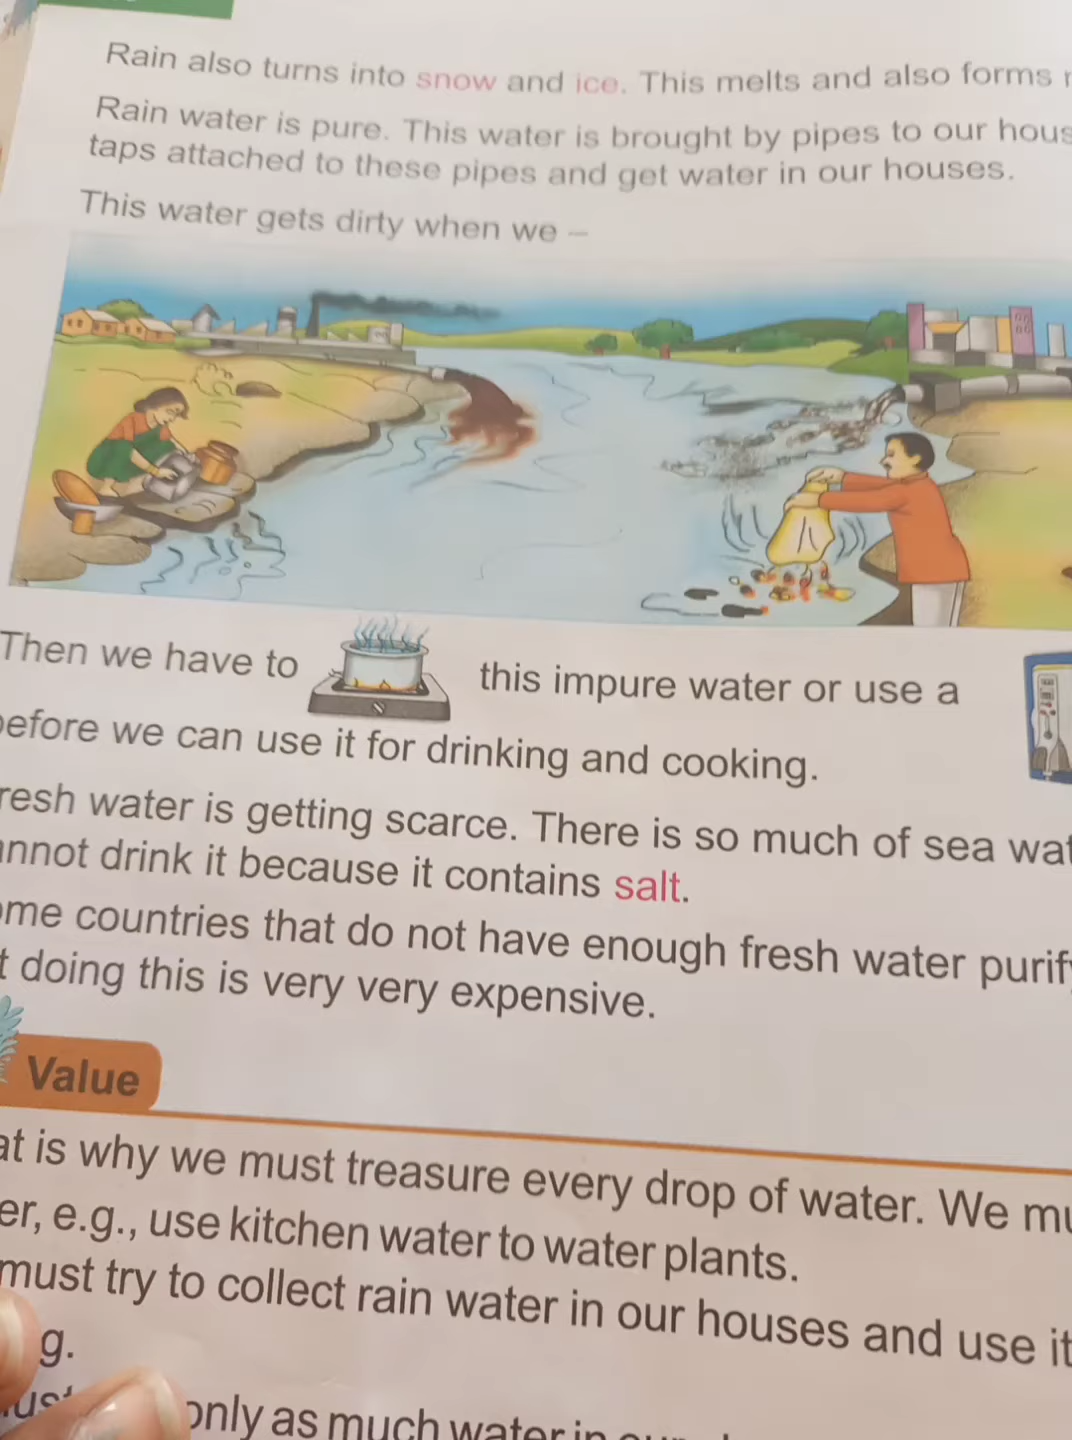 Rain also turns into snow and ice. This melts and also forms
Rain water is pure. This water is brought by pipes to our hous
taps attached to these pipes and get water in our houses.
This water gets dirty when we –
Then we have to this impure water or use a
before we can use it for drinking and cooking.
resh water is getting scarce. There is so much of sea wat
annot drink it because it contains salt.
ome countries that do not have enough fresh water purify
t doing this is very very expensive.
Value
at is why we must treasure every drop of water. We mu
er, e.g., use kitchen water to water plants.
must try to collect rain water in our houses and use it
g.
only as much water in